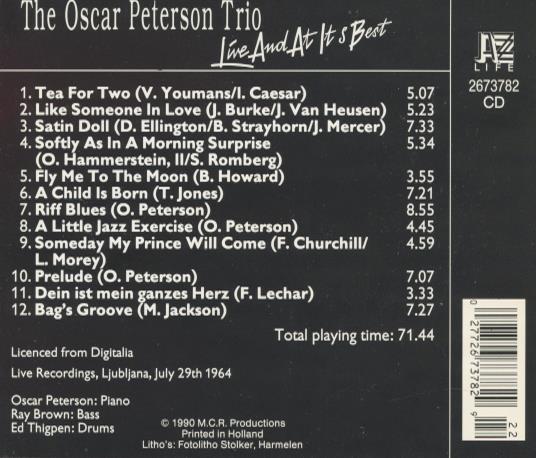 The Oscar Peterson Trio
Live And At It's Best
JAZZ
LIFE
2673782
CD
1. Tea For Two (V. Youmans/I. Caesar) 5.07
2. Like Someone In Love (J. Burke/J. Van Heusen) 5.23
3. Satin Doll (D. Ellington/B. Strayhorn/J. Mercer) 7.33
4. Softly As In A Morning Surprise 5.34
(O. Hammerstein, II/S. Romberg)
5. Fly Me To The Moon (B. Howard) 3.55
6. A Child Is Born (T. Jones) 7.21
7. Riff Blues (O. Peterson) 8.55
8. A Little Jazz Exercise (O. Peterson) 4.45
9. Someday My Prince Will Come (F. Churchill/ 4.59
L. Morey)
10. Prelude (O. Peterson) 7.07
11. Dein ist mein ganzes Herz (F. Lechar) 3.33
12. Bag's Groove (M. Jackson) 7.27
Total playing time: 71.44
Licenced from Digitalia
Live Recordings, Ljubljana, July 29th 1964
Oscar Peterson: Piano
Ray Brown: Bass
Ed Thigpen: Drums
© 1990 M.C.R. Productions
Printed in Holland
Litho's: Fotolitho Stolker, Harmelen
0 27726 73782 9
22